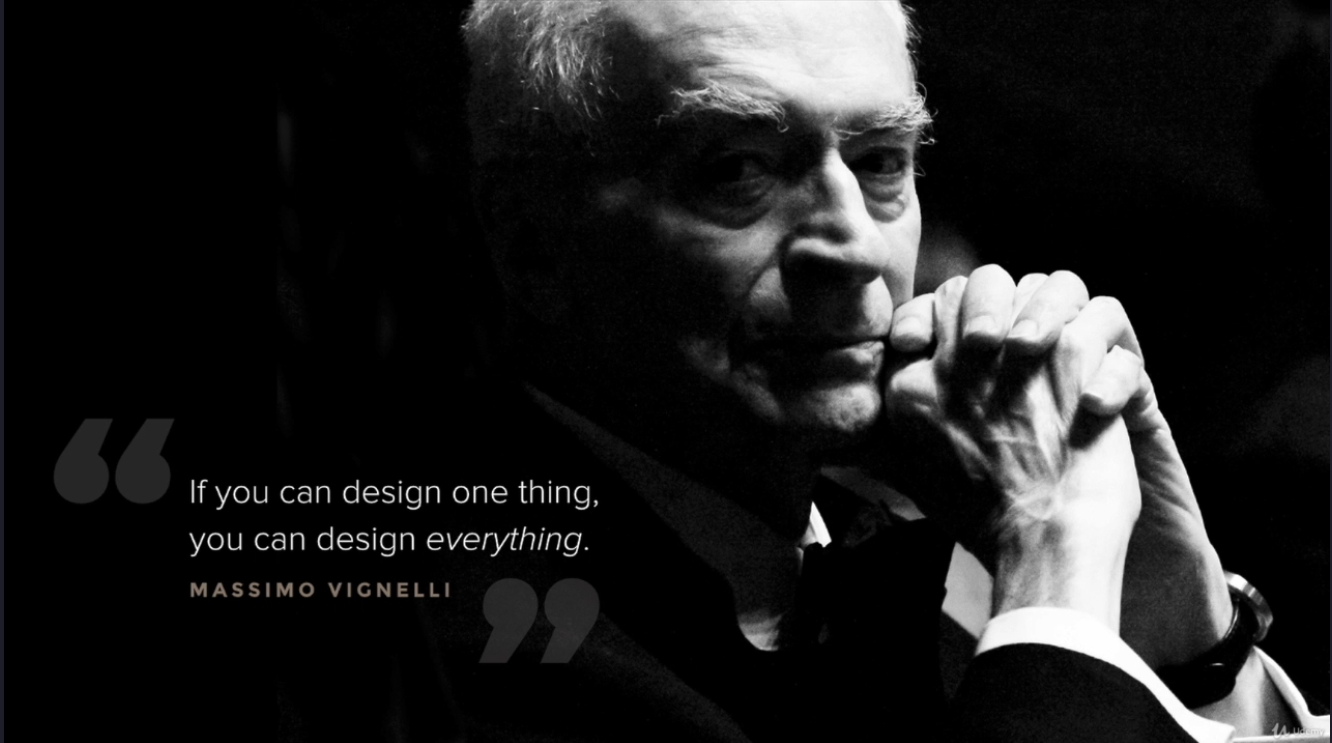 If you can design one thing,
you can design everything.
MASSIMO VIGNELLI